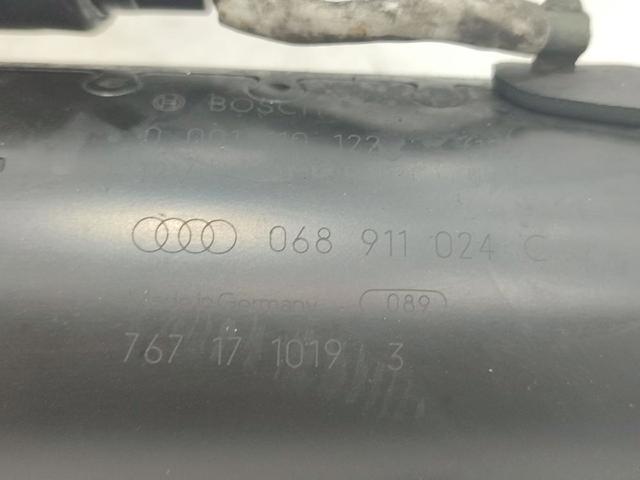 BOSCH
068 911 024 C
Made in Germany 089
767 17 1019 3